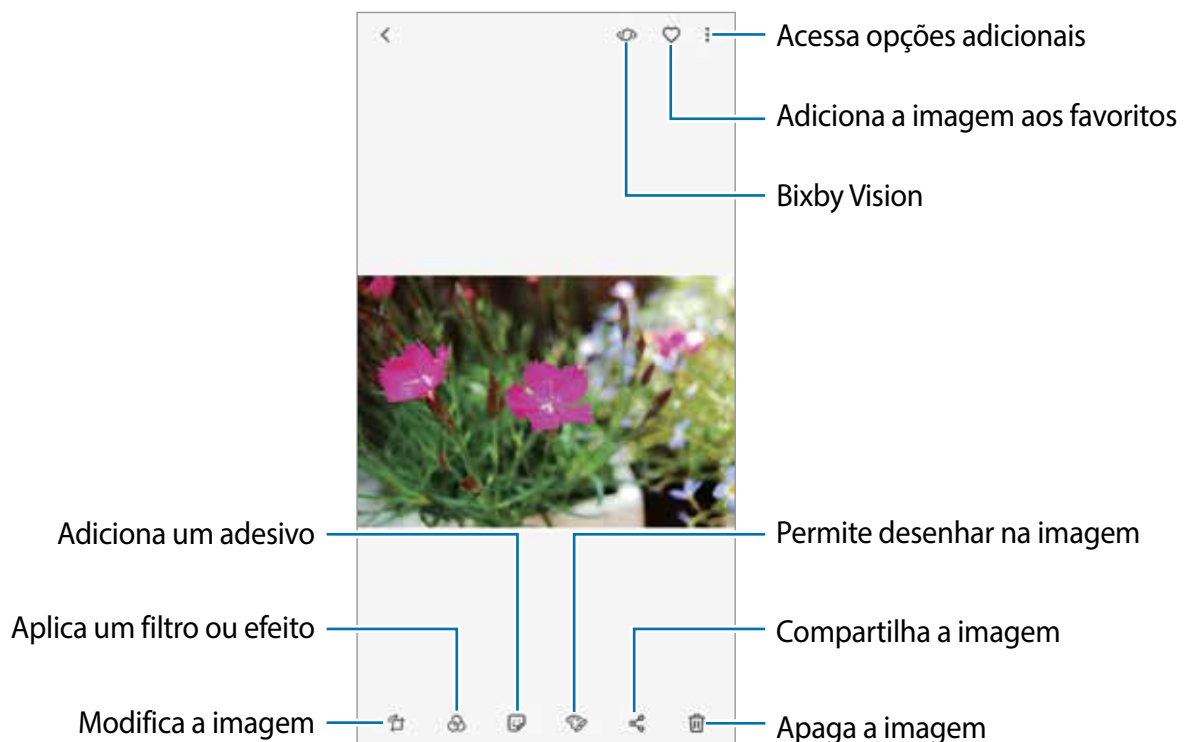 Acessa opções adicionais
Adiciona a imagem aos favoritos
Bixby Vision
Adiciona um adesivo
Permite desenhar na imagem
Aplica um filtro ou efeito
Compartilha a imagem
Modifica a imagem
Apaga a imagem